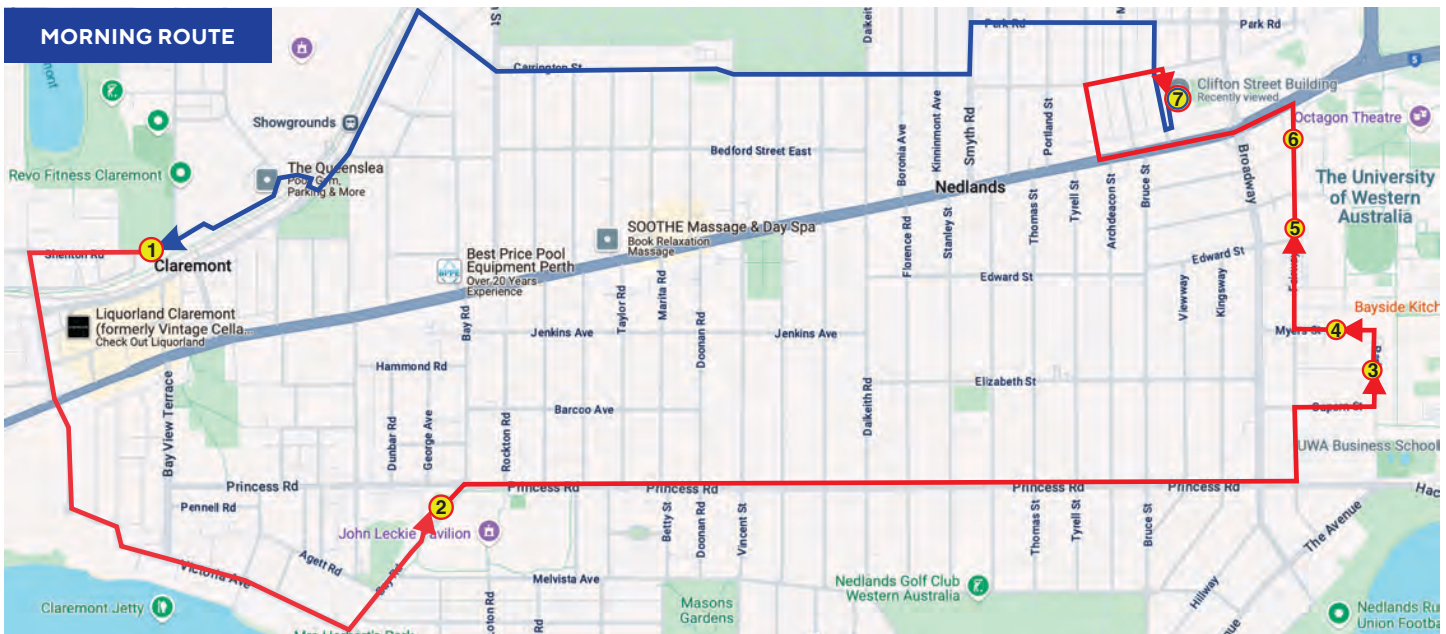 MORNING ROUTE
Park Rd
Park Rd
Carrington St
5
Clifton Street Building
Recently viewed
Octagon Theatre
Showgrounds
Bedford Street East
Boronia Ave
Kinninmont Ave
Smyth Rd
Portland St
7
6
The Queenslea
Pool, Gym,
Parking & More
Revo Fitness Claremont
Nedlands
Broadway
The University
of Western
Australia
Thomas St
Tyrell St
Archdeacon St
Bruce St
Florence Rd
Stanley St
SOOTHE Massage & Day Spa
Book Relaxation
Massage
5
1
Shenton Rd
Claremont
Best Price Pool
Equipment Perth
Over 20 Years
Experience
Edward St
Edward St
Viewway
Kingsway
Fairway
Bayside Kitch
Liquorland Claremont
(formerly Vintage Cella...
Check Out Liquorland
Bay Rd
Taylor Rd
Marita Rd
Doonan Rd
Jenkins Ave
Jenkins Ave
Myers St
4
3
Hammond Rd
Elizabeth St
Bay View Terrace
Dunbar Rd
George Ave
Rockton Rd
Barcoo Ave
Dalkeith Rd
UWA Business School
Princess Rd
Princess Rd
Princess Rd
Princess Rd
Princess Rd
Pennell Rd
2
John Leckie Pavilion
Betty St
Doonan Rd
Vincent St
Thomas St
Tyrell St
Bruce St
The Avenue
Agett Rd
Victoria Ave
Bay Rd
Melvista Ave
Nedlands Golf Club
Western Australia
Hillway
Claremont Jetty
Masons
Gardens
Nedlands Ru
Union Footba